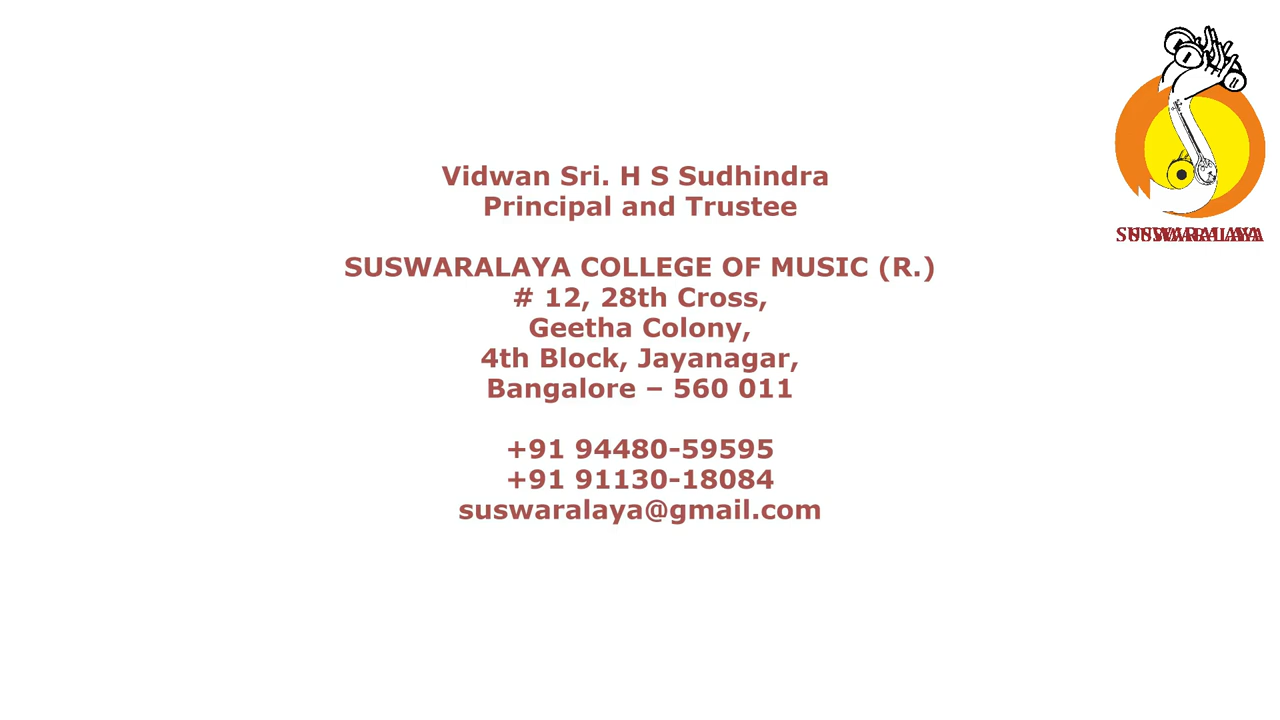 SUSWARALAYA
Vidwan Sri. H S Sudhindra
Principal and Trustee
SUSWARALAYA COLLEGE OF MUSIC (R.)
# 12, 28th Cross,
Geetha Colony,
4th Block, Jayanagar,
Bangalore – 560 011
+91 94480-59595
+91 91130-18084
suswaralaya@gmail.com